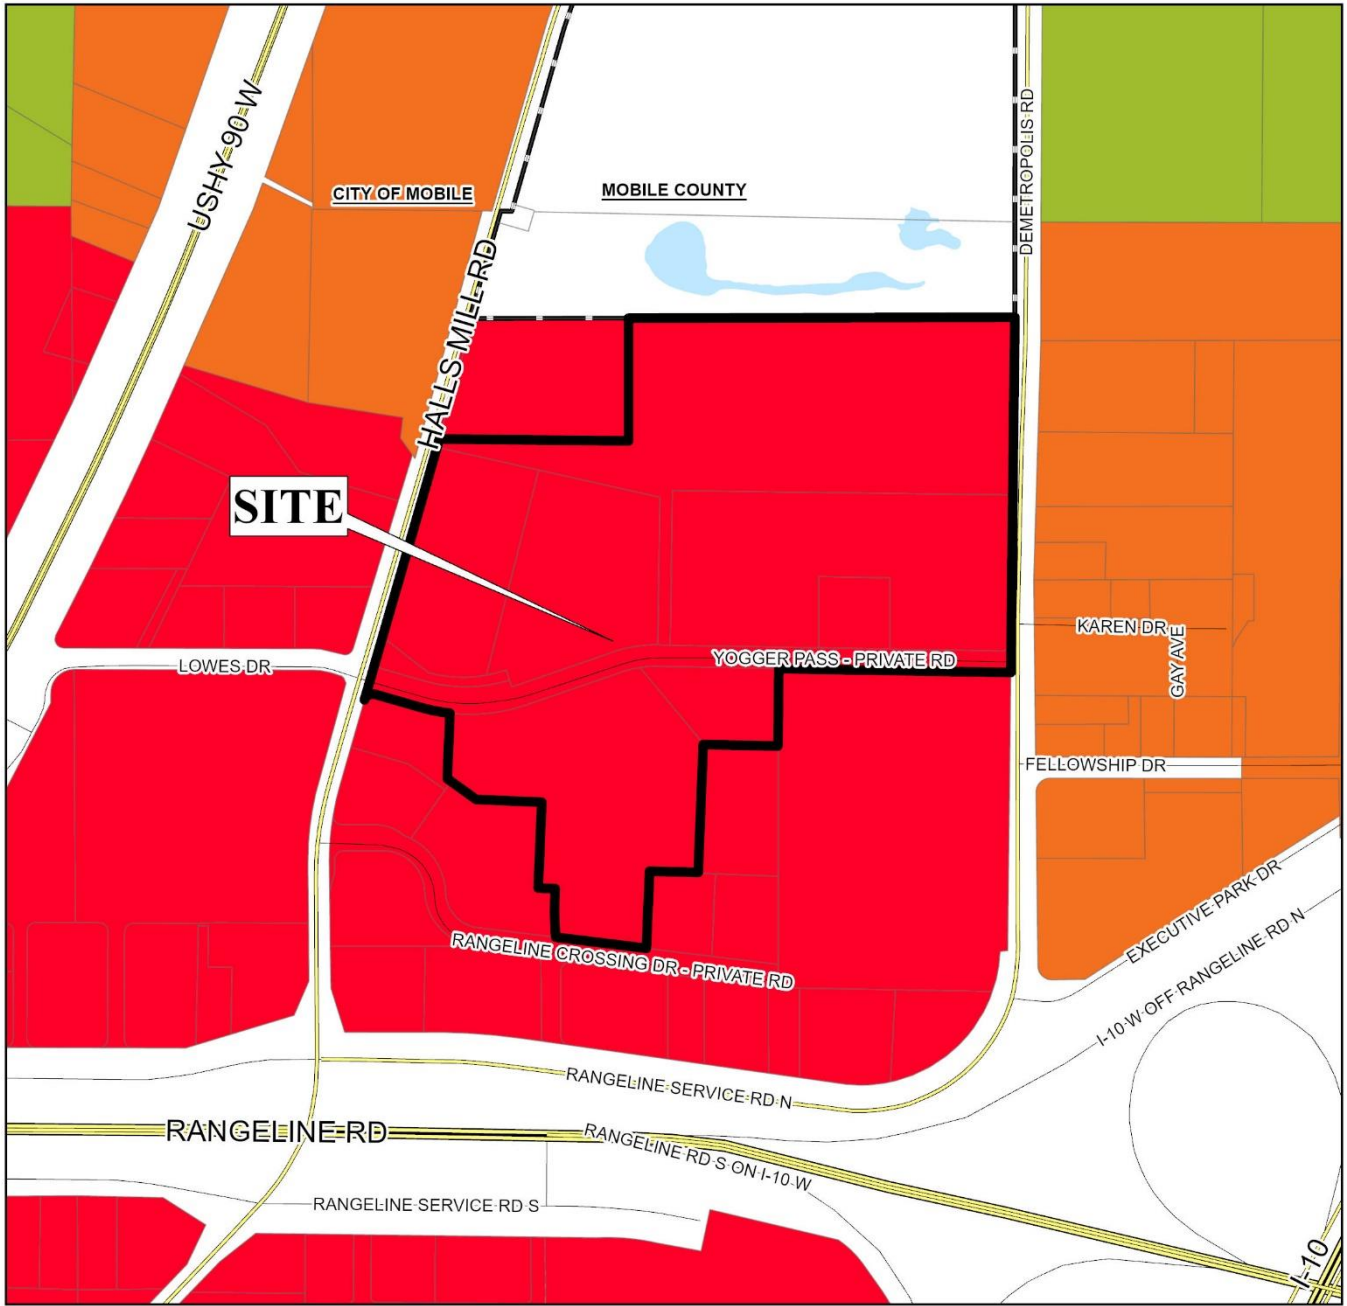 USHY 90 W
CITY OF MOBILE
MOBILE COUNTY
DEMETROPOLIS RD
HALLS MILL RD
SITE
KAREN DR
GAY AVE
LOWES DR
YOGGER PASS - PRIVATE RD
FELLOWSHIP DR
EXECUTIVE PARK DR
RANGELINE CROSSING DR - PRIVATE RD
I-10 W OFF RANGELINE RD N
RANGELINE SERVICE RD N
RANGELINE RD
RANGELINE RD S ON I-10 W
RANGELINE SERVICE RD S
I-10